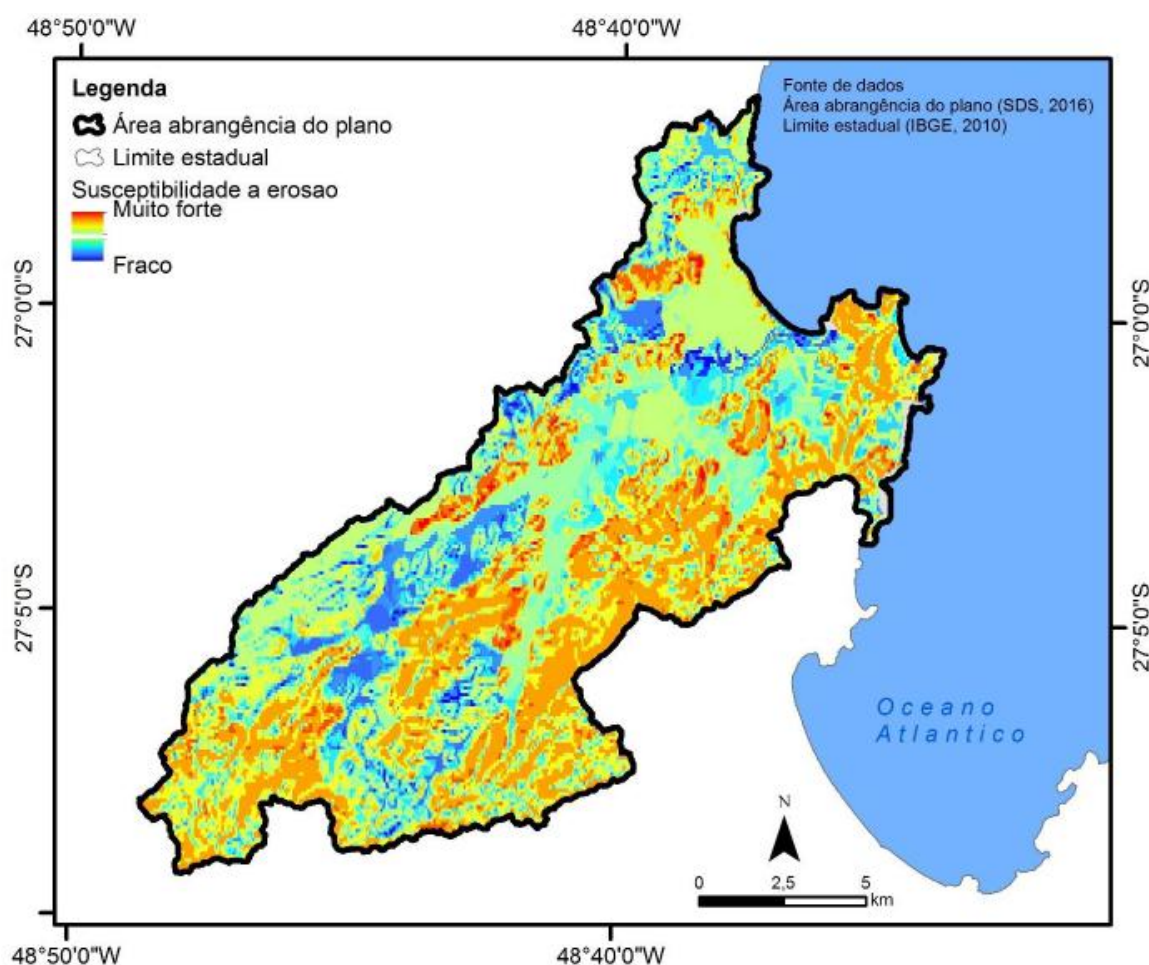 48°50'0"W
48°40'0"W
Legenda
Área abrangência do plano
Limite estadual
Susceptibilidade a erosao
Muito forte
Fraco
Fonte de dados
Área abrangência do plano (SDS, 2016)
Limite estadual (IBGE, 2010)
27°0'0"S
27°0'0"S
27°5'0"S
27°5'0"S
Oceano
Atlantico
N
0 2,5 5
km
48°50'0"W
48°40'0"W